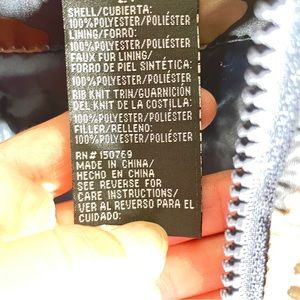 SHELL/CUBIERTA:
100%POLYESTER/POLIÉSTER
LINING/FORRO:
100%POLYESTER/POLIÉSTER
FAUX FUR LINING/
FORRO DE PIEL SINTÉTICA:
100%POLYESTER/POLIÉSTER
RIB KNIT TRIN/GUARNICIÓN
DEL KNIT DE LA COSTILLA:
100%POLYESTER/POLIÉSTER
FILLER/RELLENO:
100%POLYESTER/POLIÉSTER
RN# 150769
MADE IN CHINA/
HECHO EN CHINA
SEE REVERSE FOR
CARE INSTRUCTIONS/
VER AL REVERSO PARA EL
CUIDADO: